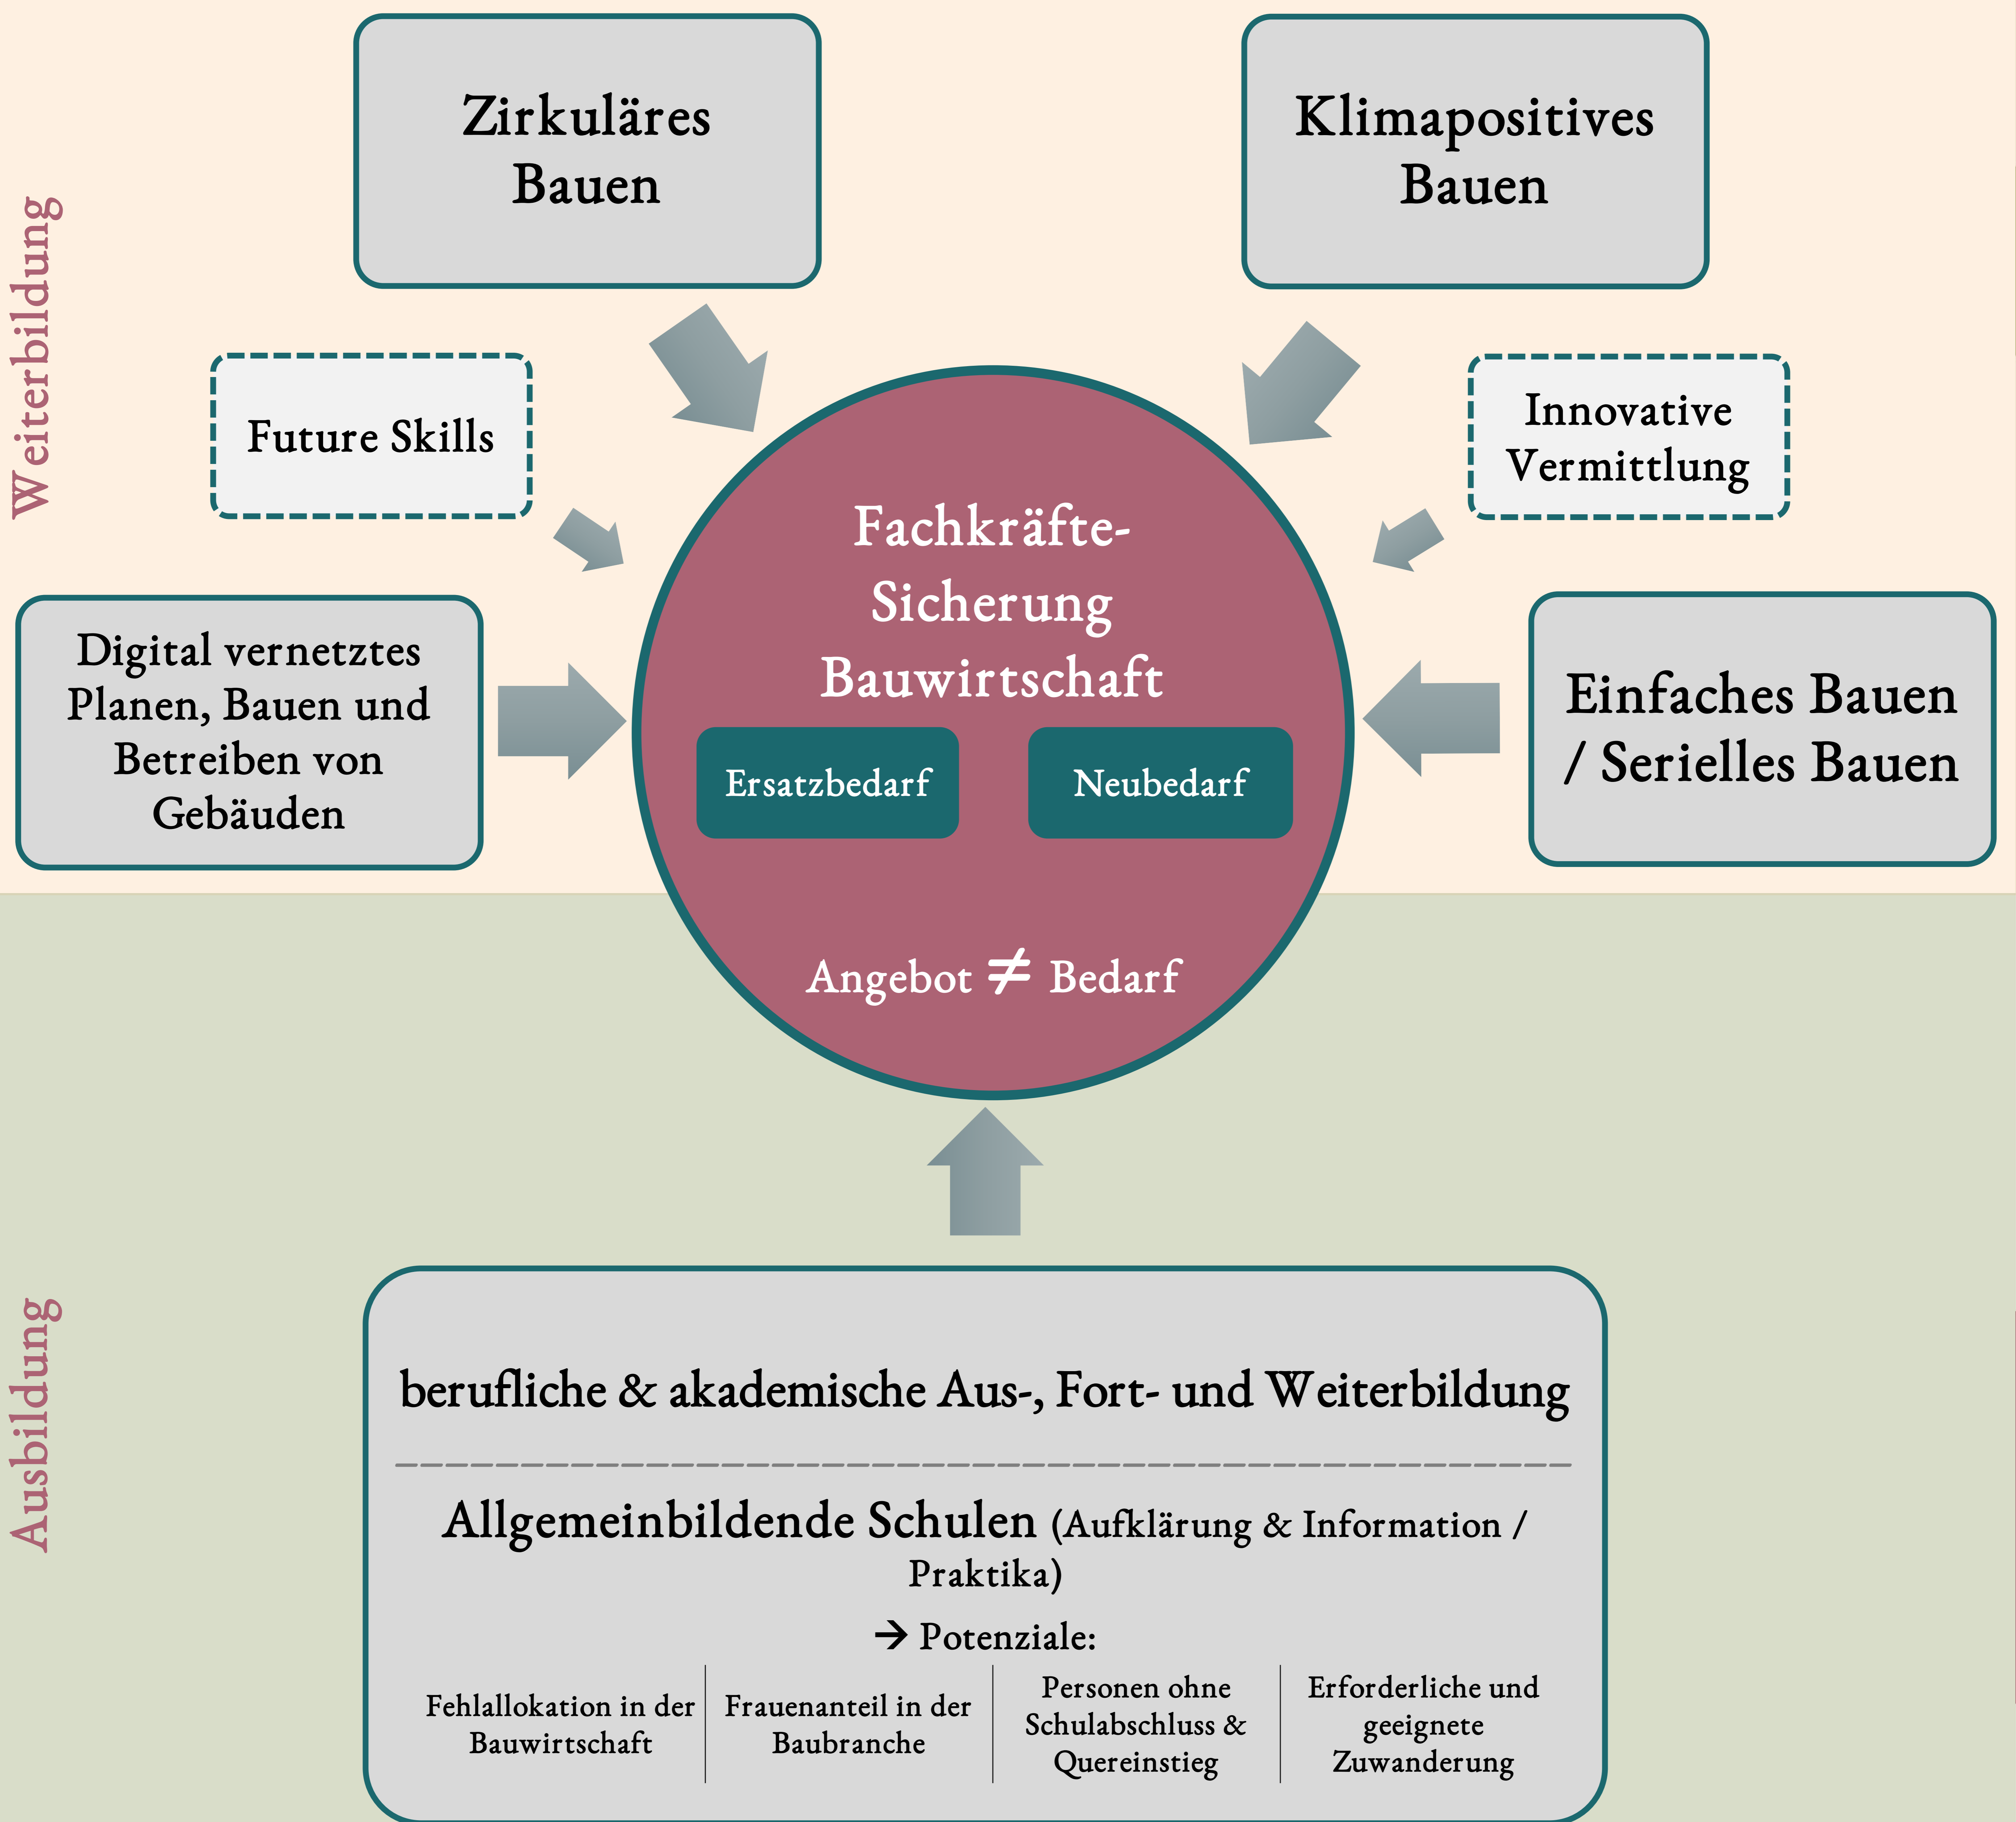 Weiterbildung
Zirkuläres
Bauen
Klimapositives
Bauen
Future Skills
Innovative
Vermittlung
Digital vernetztes
Planen, Bauen und
Betreiben von
Gebäuden
Fachkräfte-
Sicherung
Bauwirtschaft
Ersatzbedarf
Neubedarf
Angebot ≠ Bedarf
Einfaches Bauen
/ Serielles Bauen
Ausbildung
berufliche & akademische Aus-, Fort- und Weiterbildung
Allgemeinbildende Schulen (Aufklärung & Information /
Praktika)
→ Potenziale:
Fehlallokation in der
Bauwirtschaft
Frauenanteil in der
Baubranche
Personen ohne
Schulabschluss &
Quereinstieg
Erforderliche und
geeignete
Zuwanderung